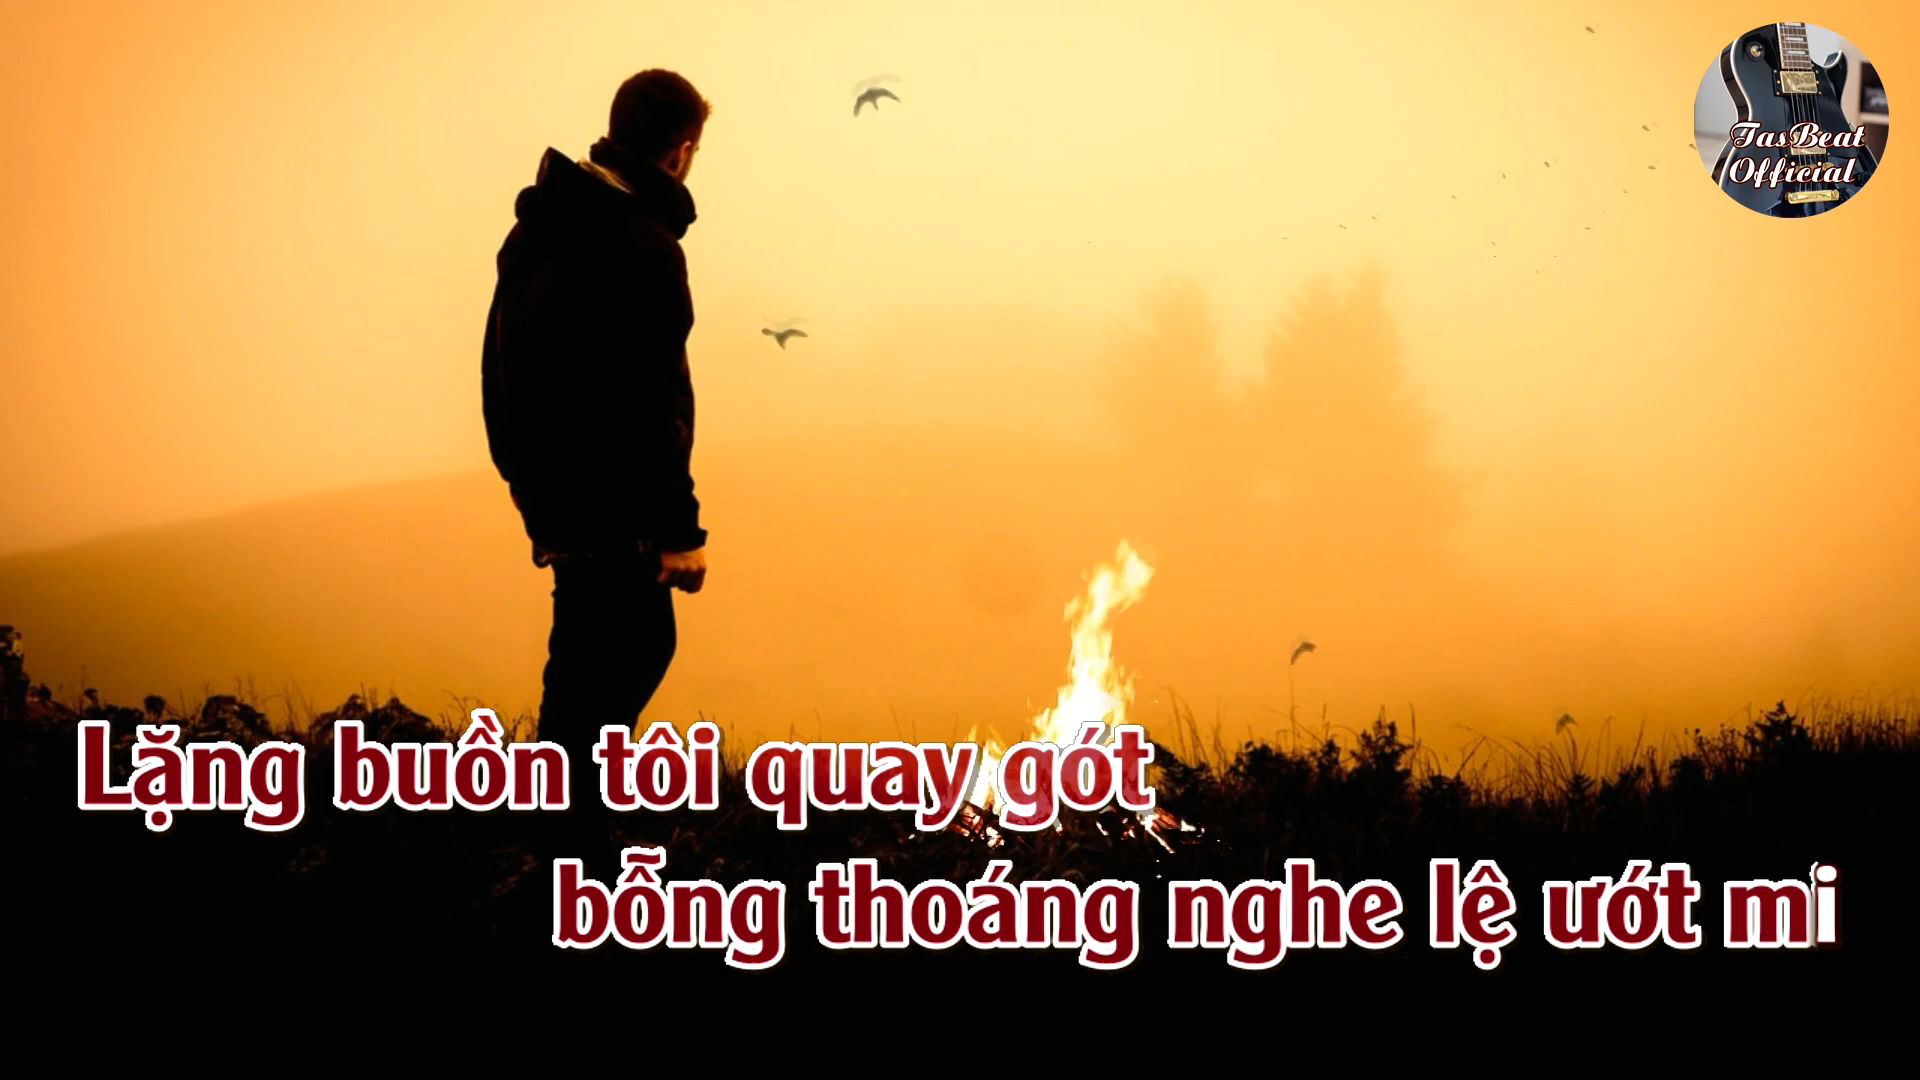 TasBeat
Official
Lặng buồn tôi quay gót
bỗng thoáng nghe lệ ướt mi